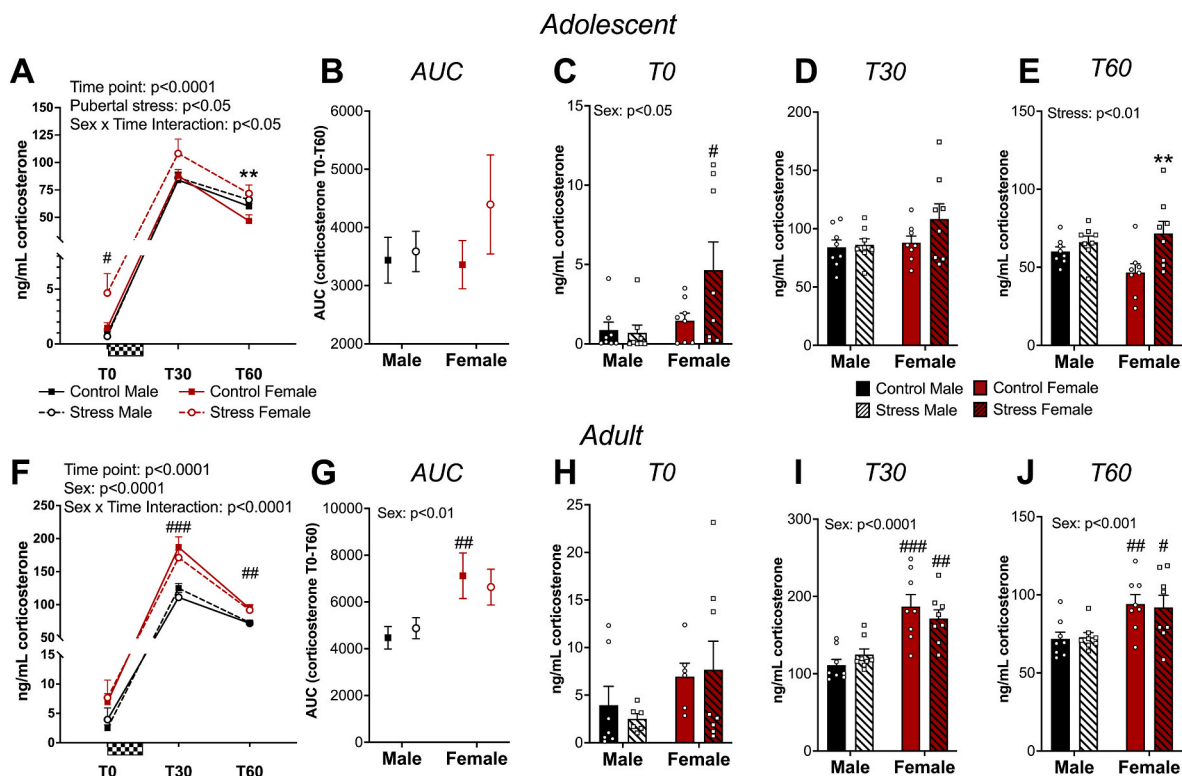 Adolescent
A
Time point: p<0.0001
Pubertal stress: p<0.05
Sex x Time Interaction: p<0.05
ng/mL corticosterone
150
125
100
75
50
5
0
#
**
T0 T30 T60
Control Male
Control Female
Stress Male
Stress Female
B
AUC
AUC (corticosterone T0-T60)
6000
5000
4000
3000
2000
Male Female
C
T0
Sex: p<0.05
ng/mL corticosterone
15
10
5
0
#
Male Female
D
T30
ng/mL corticosterone
200
150
100
50
0
Male Female
E
T60
Stress: p<0.01
ng/mL corticosterone
150
100
50
0
**
Male Female
Control Male
Control Female
Stress Male
Stress Female
Adult
F
Time point: p<0.0001
Sex: p<0.0001
Sex x Time Interaction: p<0.0001
ng/mL corticosterone
250
200
150
100
50
15
10
5
0
###
##
T0 T30 T60
G
AUC
Sex: p<0.01
AUC (corticosterone T0-T60)
10000
8000
6000
4000
2000
0
##
Male Female
H
T0
ng/mL corticosterone
25
20
15
10
5
0
Male Female
I
T30
Sex: p<0.0001
ng/mL corticosterone
300
200
100
0
###
##
Male Female
J
T60
Sex: p<0.001
ng/mL corticosterone
150
100
50
0
##
#
Male Female